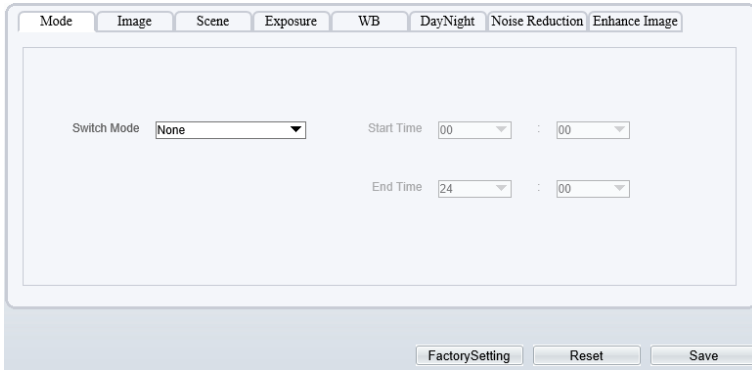 Mode Image Scene Exposure WB DayNight Noise Reduction Enhance Image
Switch Mode None Start Time 00 : 00
End Time 24 : 00
FactorySetting Reset Save